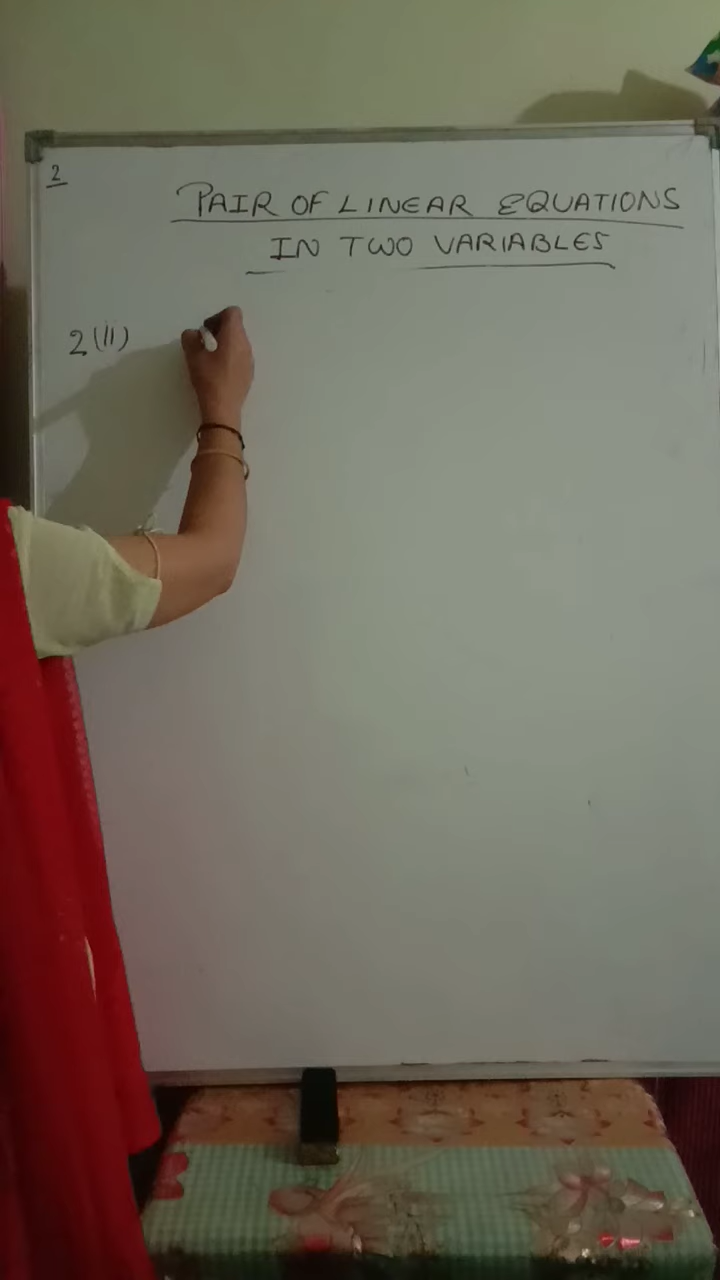 2
PAIR OF LINEAR EQUATIONS
IN TWO VARIABLES
2(ii)